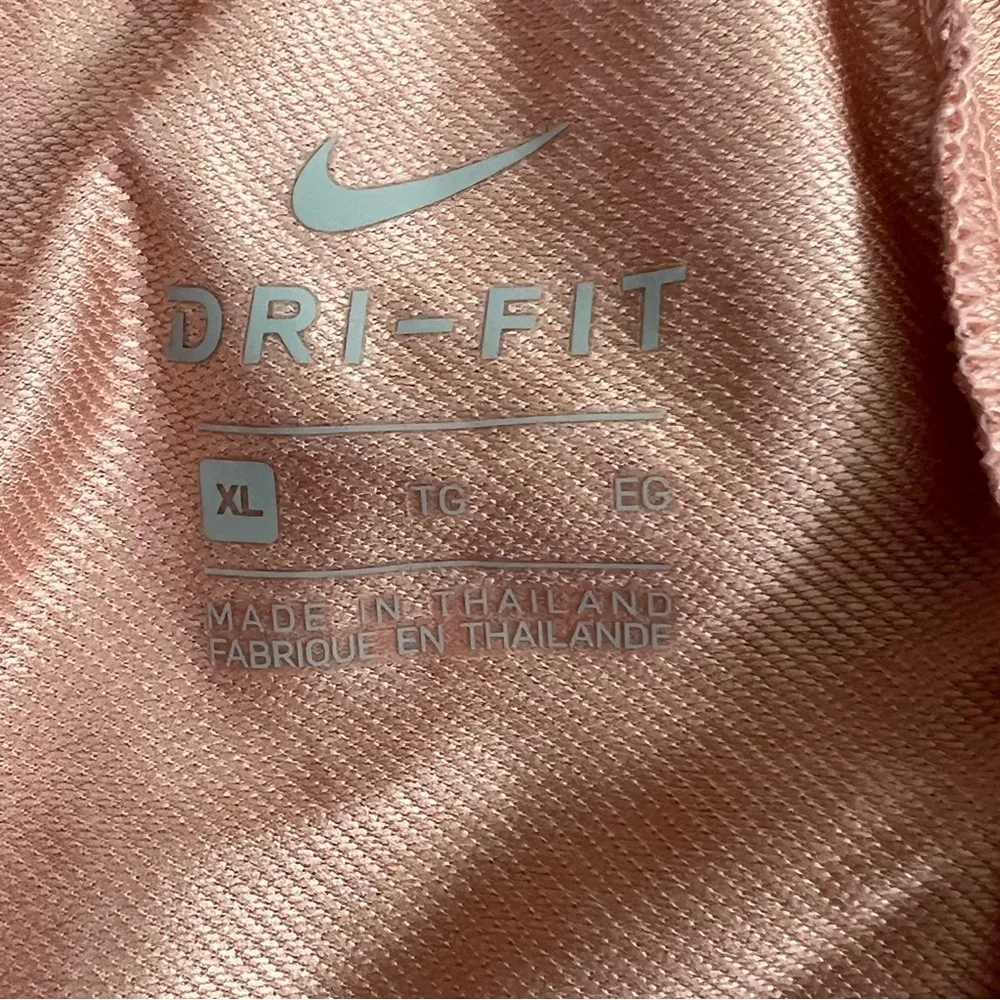 DRI-FIT
XL TG EG
MADE IN THAILAND
FABRIQUE EN THAILANDE